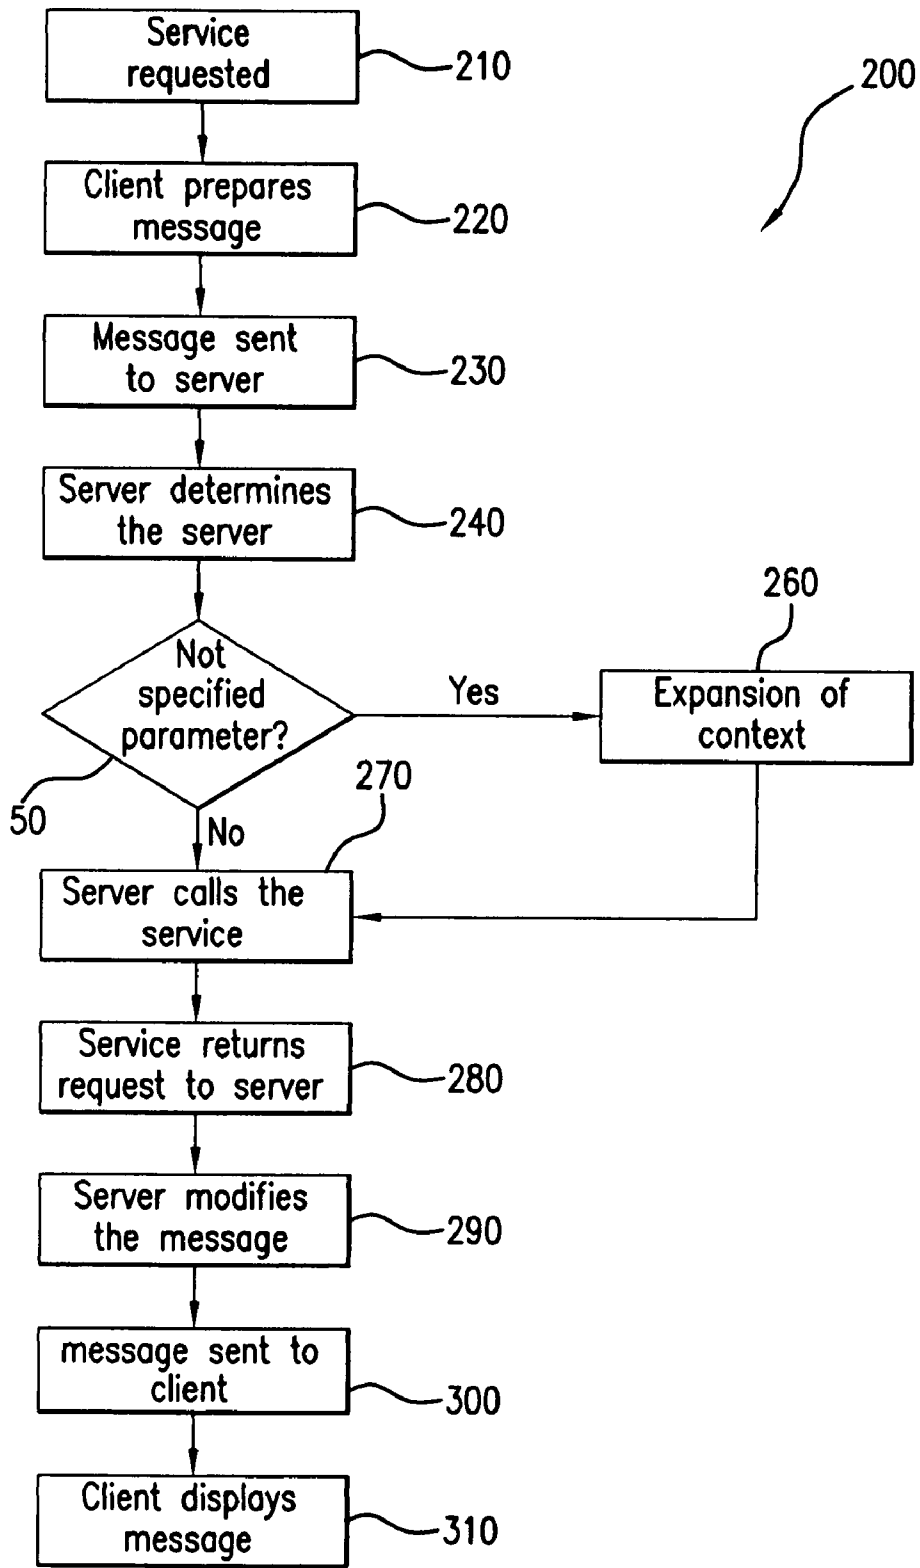 Service
requested
210
200
Client prepares
message
220
Message sent
to server
230
Server determines
the server
240
260
Not
specified
parameter?
Yes
Expansion of
context
50
No
270
Server calls the
service
Service returns
request to server
280
Server modifies
the message
290
message sent to
client
300
Client displays
message
310